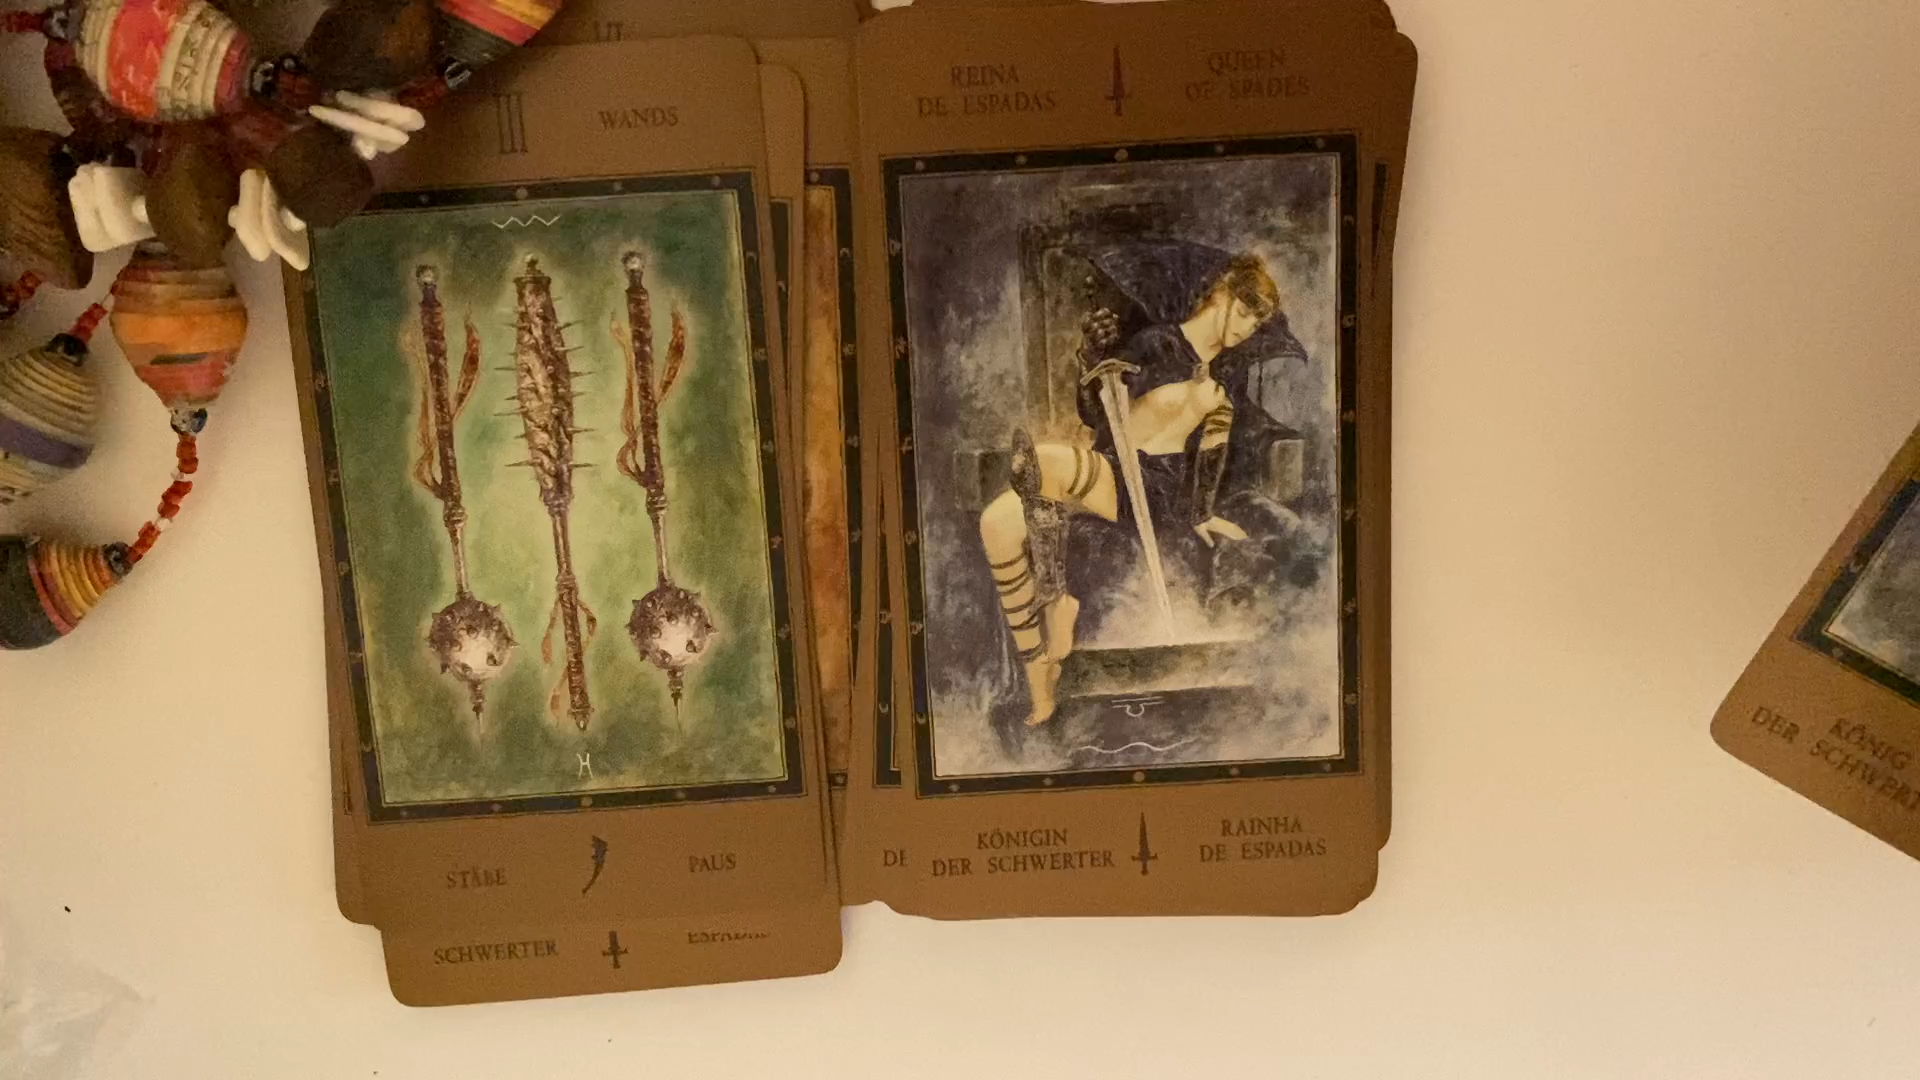 III WANDS
STÄBE PAUS
SCHWERTER
REINA
DE ESPADAS
QUEEN
OF SPADES
DE
KÖNIGIN
DER SCHWERTER
RAINHA
DE ESPADAS
KÖNIG
DER